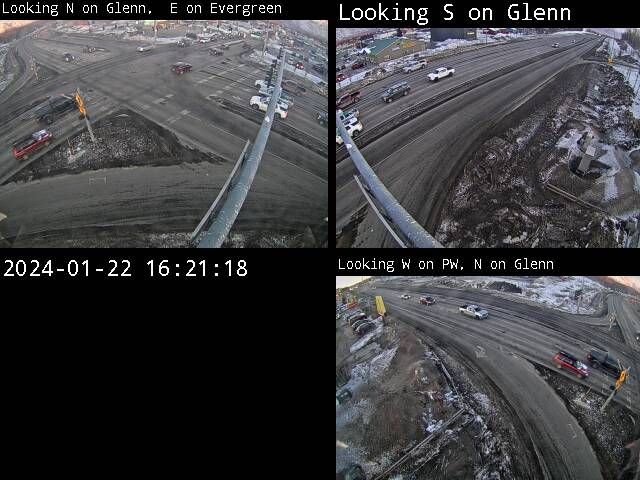 Looking N on Glenn,  E on Evergreen
Looking S on Glenn
2024-01-22 16:21:18
Looking W on PW, N on Glenn